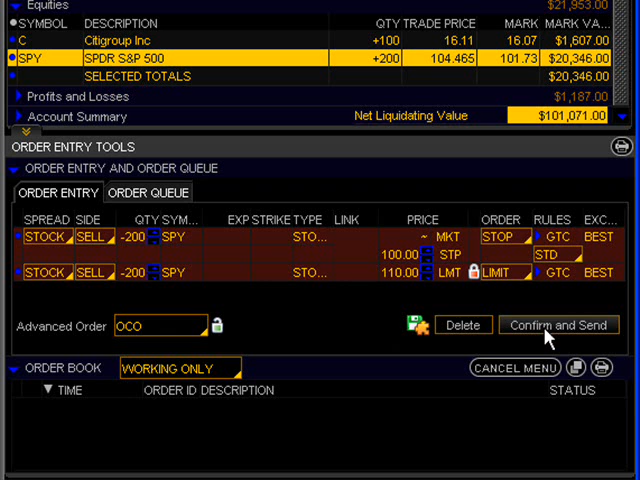 Equities $21,953.00
SYMBOL DESCRIPTION QTY TRADE PRICE MARK MARK VA...
C Citigroup Inc +100 16.11 16.07 $1,607.00
SPY SPDR S&P 500 +200 104.465 101.73 $20,346.00
SELECTED TOTALS $20,346.00
Profits and Losses $1,187.00
Account Summary Net Liquidating Value $101,071.00
ORDER ENTRY TOOLS
ORDER ENTRY AND ORDER QUEUE
ORDER ENTRY ORDER QUEUE
SPREAD SIDE QTY SYM... EXP STRIKE TYPE LINK PRICE ORDER RULES EXC...
STOCK SELL -200 SPY STO... ~ MKT STOP GTC BEST
100.00 STP STD
STOCK SELL -200 SPY STO... 110.00 LMT LIMIT GTC BEST
Advanced Order OCO Delete Confirm and Send
ORDER BOOK WORKING ONLY CANCEL MENU
TIME ORDER ID DESCRIPTION STATUS